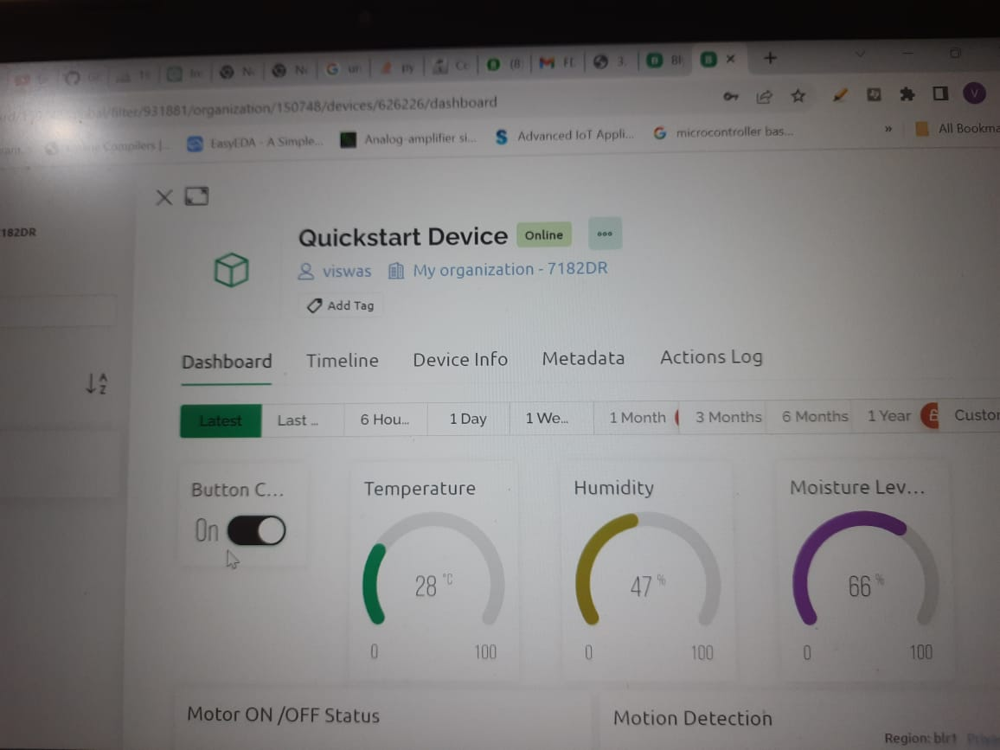 (8)
3.
bal/filter/931881/organization/150748/devices/626226/dashboard
V
Compilers |... EasyEDA - A Simple... Analog-amplifier si... Advanced IoT Appli... microcontroller bas... » All Bookma
182DR
Quickstart Device Online
viswas My organization - 7182DR
Add Tag
Dashboard Timeline Device Info Metadata Actions Log
A
Z
Latest Last ... 6 Hou... 1 Day 1 We... 1 Month 3 Months 6 Months 1 Year Custor
Button C... Temperature Humidity Moisture Lev...
On
28 °C 47 % 66 %
0 100 0 100 0 100
Motor ON /OFF Status Motion Detection
Region: blr1